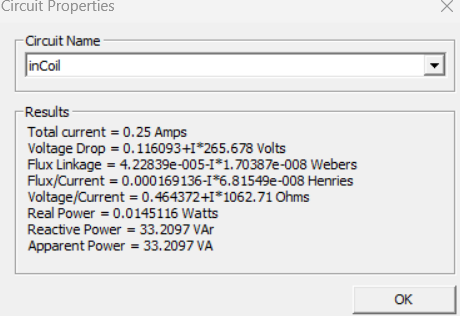 Circuit Properties
Circuit Name
inCoil
Results
Total current = 0.25 Amps
Voltage Drop = 0.116093+I*265.678 Volts
Flux Linkage = 4.22839e-005-I*1.70387e-008 Webers
Flux/Current = 0.000169136-I*6.81549e-008 Henries
Voltage/Current = 0.464372+I*1062.71 Ohms
Real Power = 0.0145116 Watts
Reactive Power = 33.2097 VAr
Apparent Power = 33.2097 VA
OK